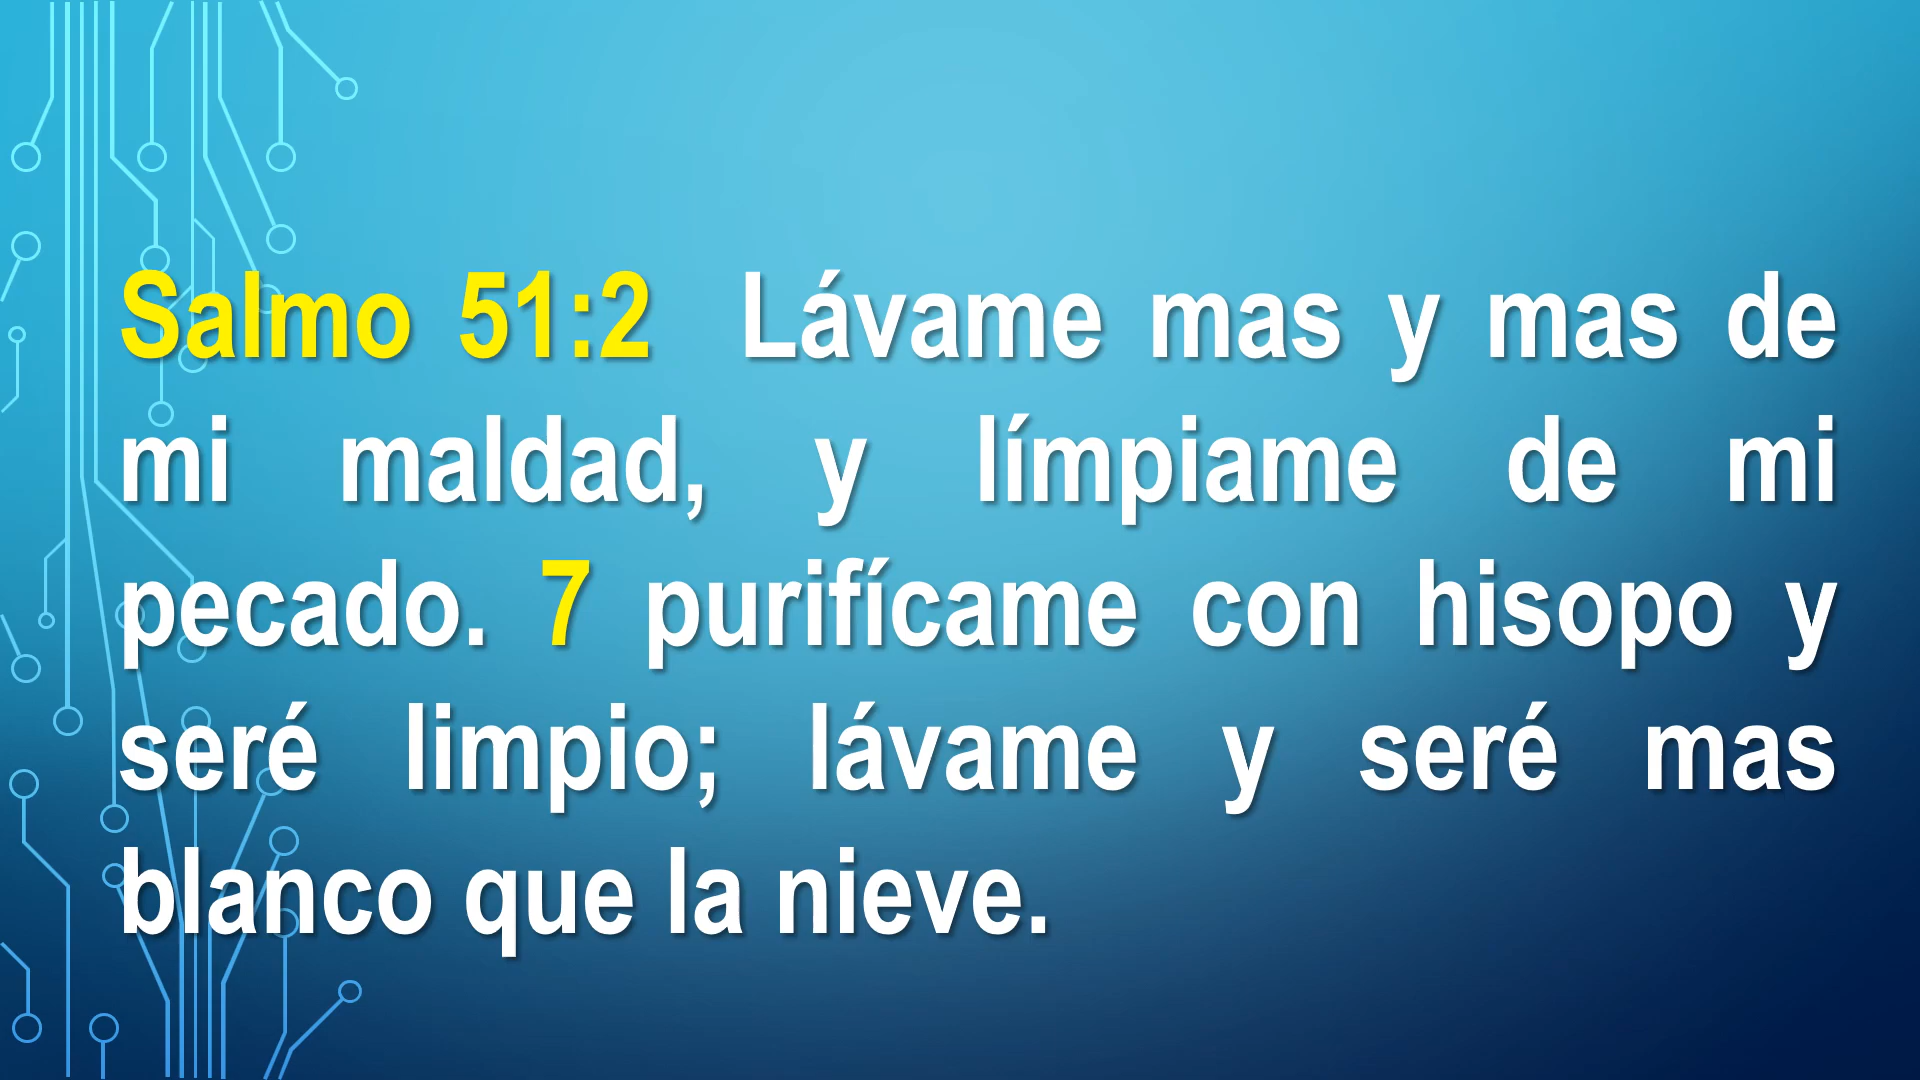 Salmo 51:2 Lávame mas y mas de
mi maldad, y límpiame de mi
pecado. 7 purifícame con hisopo y
seré limpio; lávame y seré mas
blanco que la nieve.